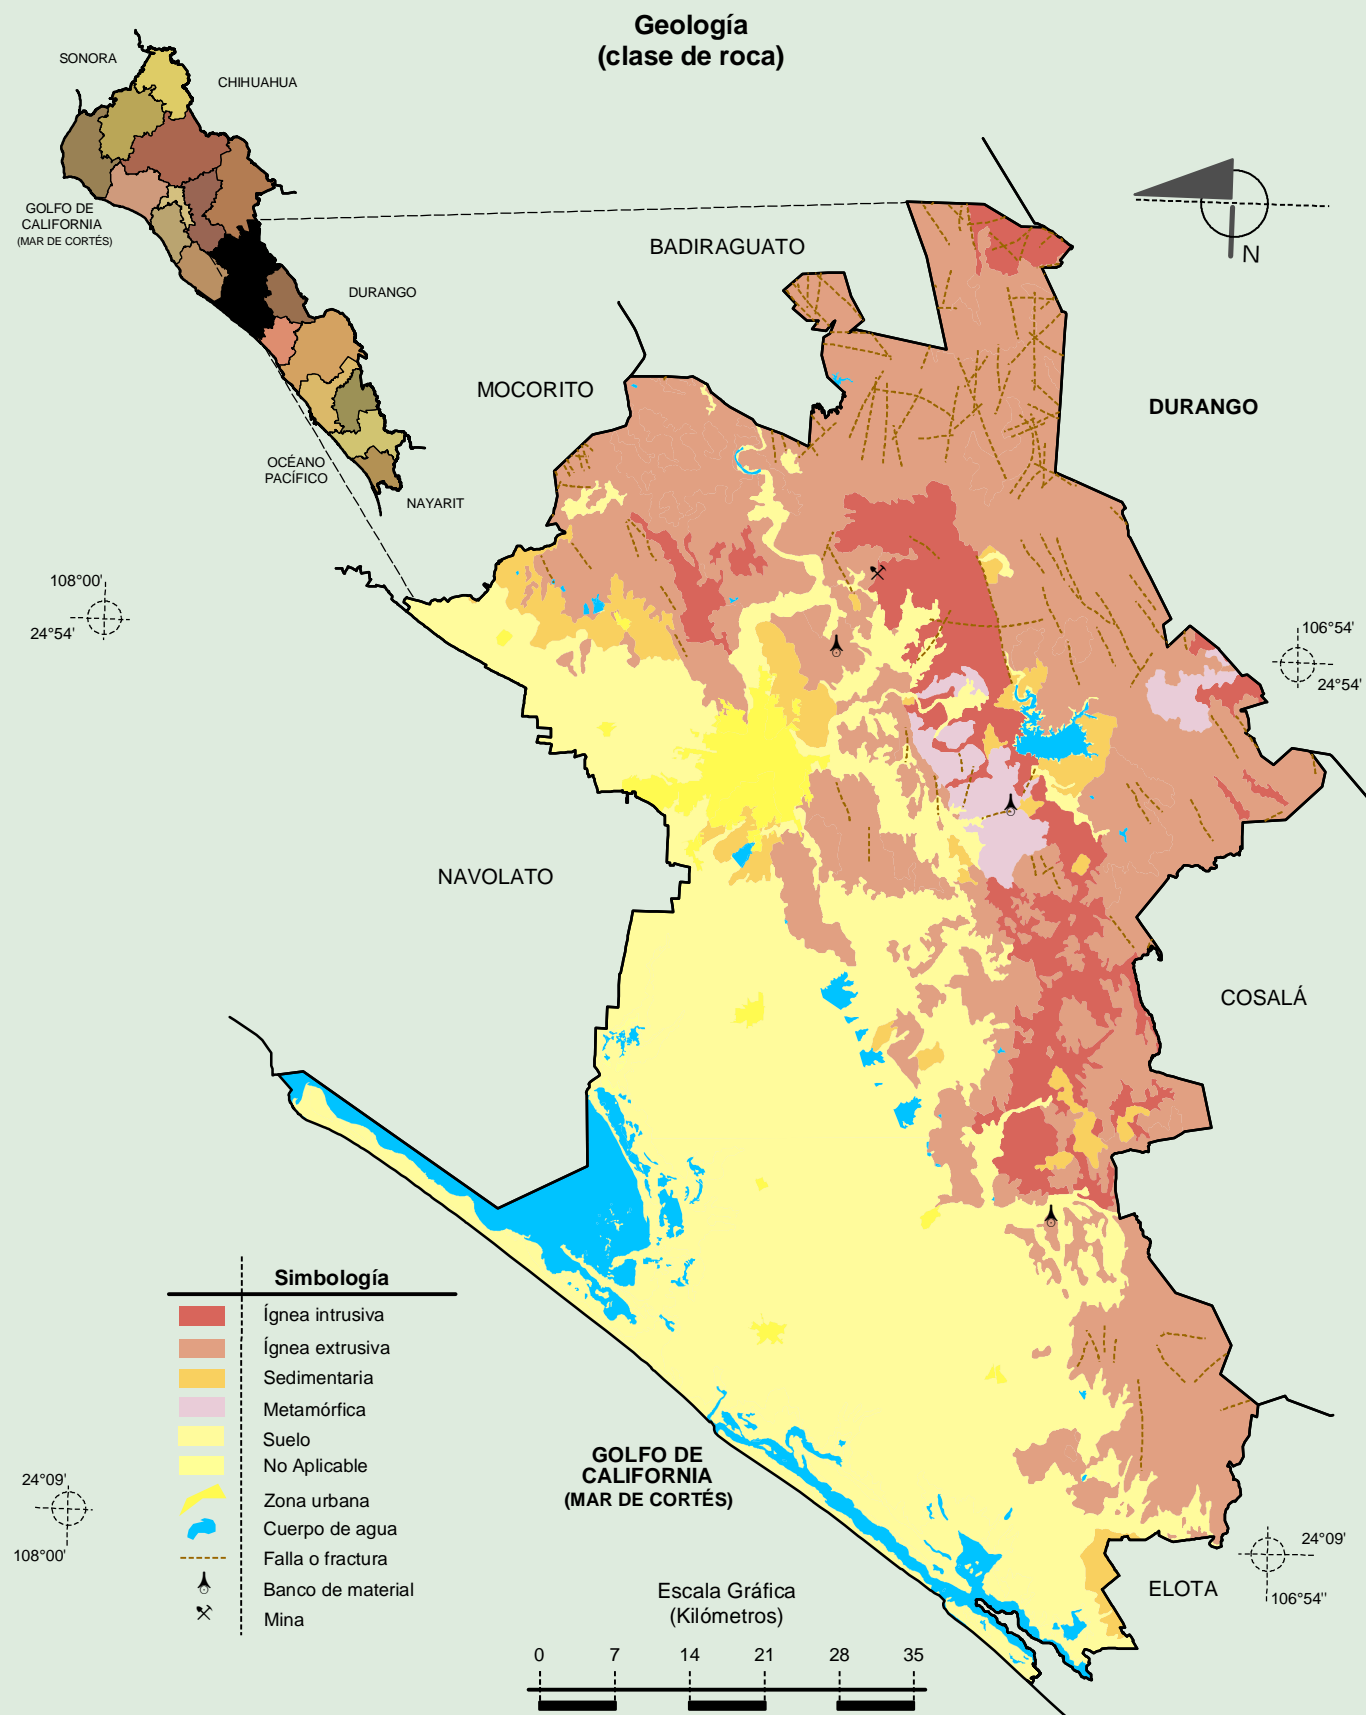 Geología
(clase de roca)
SONORA
CHIHUAHUA
GOLFO DE
CALIFORNIA
(MAR DE CORTÉS)
DURANGO
OCÉANO
PACÍFICO
NAYARIT
BADIRAGUATO
N
MOCORITO
DURANGO
108°00'
24°54'
106°54'
24°54'
NAVOLATO
COSALÁ
Simbología
Ígnea intrusiva
Ígnea extrusiva
Sedimentaria
Metamórfica
Suelo
No Aplicable
Zona urbana
Cuerpo de agua
Falla o fractura
Banco de material
Mina
GOLFO DE
CALIFORNIA
(MAR DE CORTÉS)
24°09'
108°00'
24°09'
106°54''
ELOTA
Escala Gráfica
(Kilómetros)
0 7 14 21 28 35